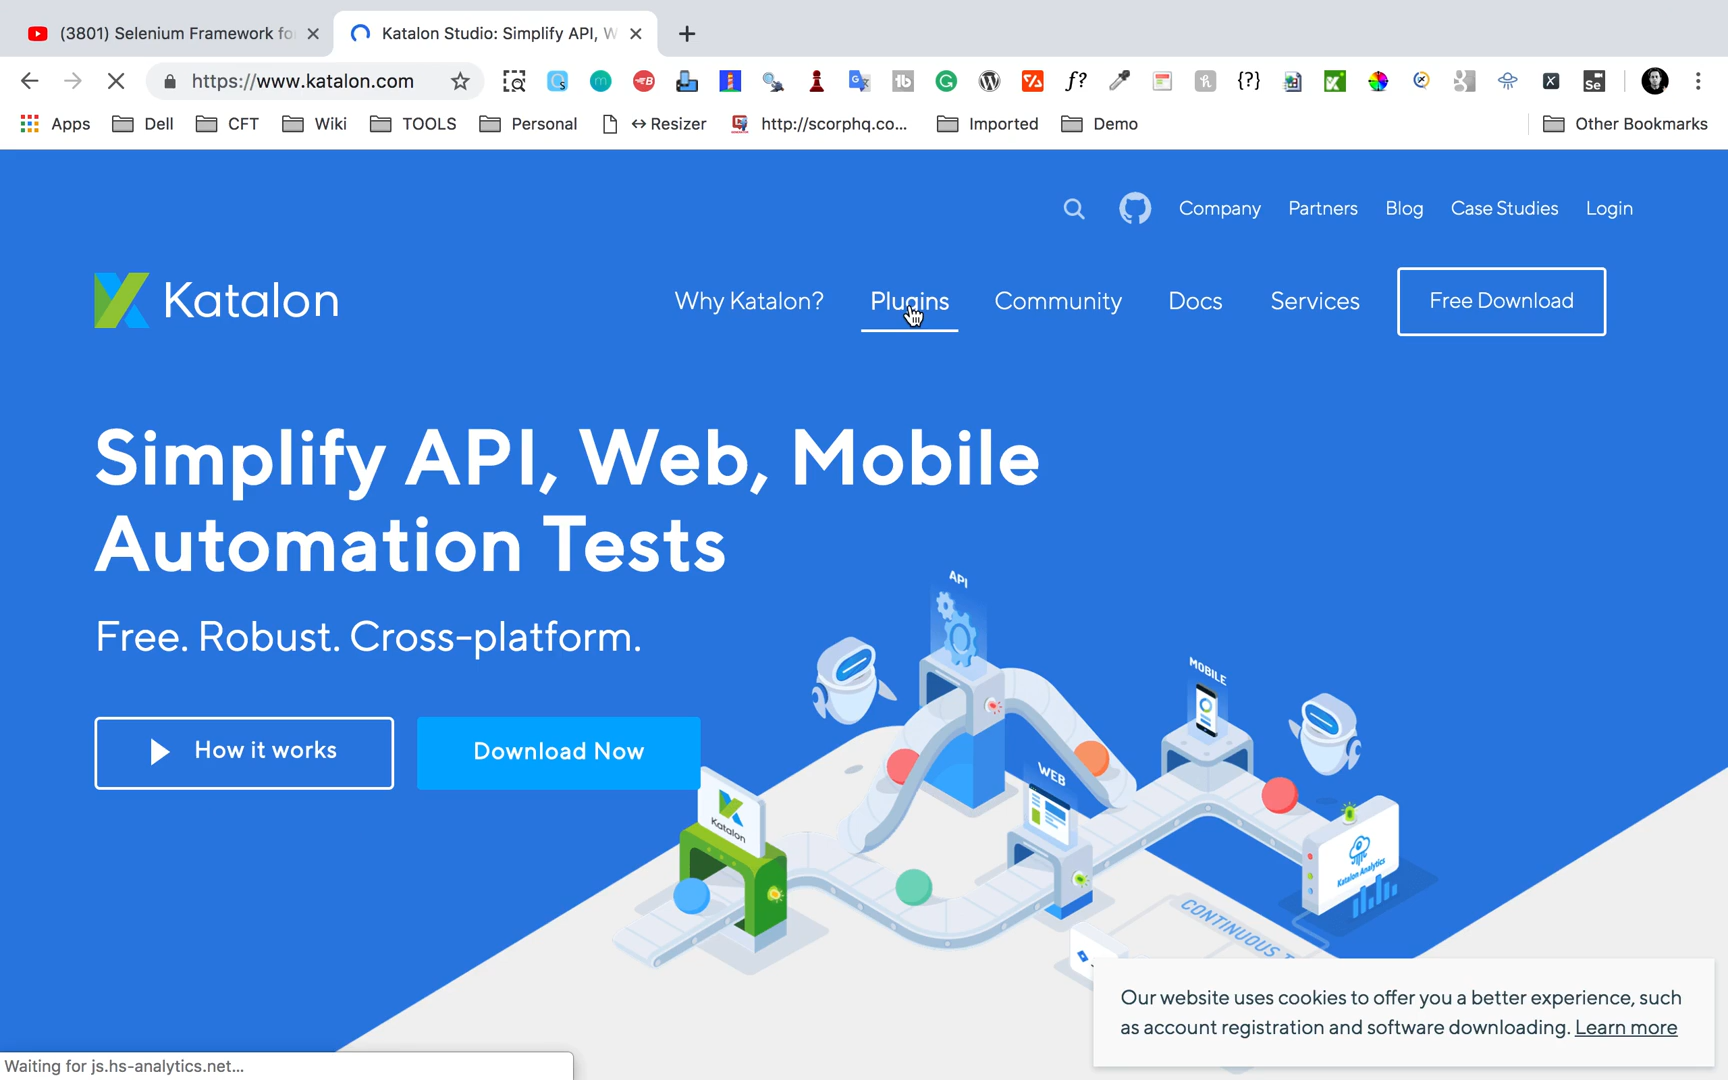 (3801) Selenium Framework fo
Katalon Studio: Simplify API, W
https://www.katalon.com
Apps
Dell
CFT
Wiki
TOOLS
Personal
↔ Resizer
http://scorphq.co...
Imported
Demo
Other Bookmarks
Company
Partners
Blog
Case Studies
Login
Katalon
Why Katalon?
Plugins
Community
Docs
Services
Free Download
Simplify API, Web, Mobile
Automation Tests
Free. Robust. Cross-platform.
How it works
Download Now
API
MOBILE
WEB
Katalon
Katalon Analytics
CONTINUOUS T
Our website uses cookies to offer you a better experience, such
as account registration and software downloading. Learn more
Waiting for js.hs-analytics.net...